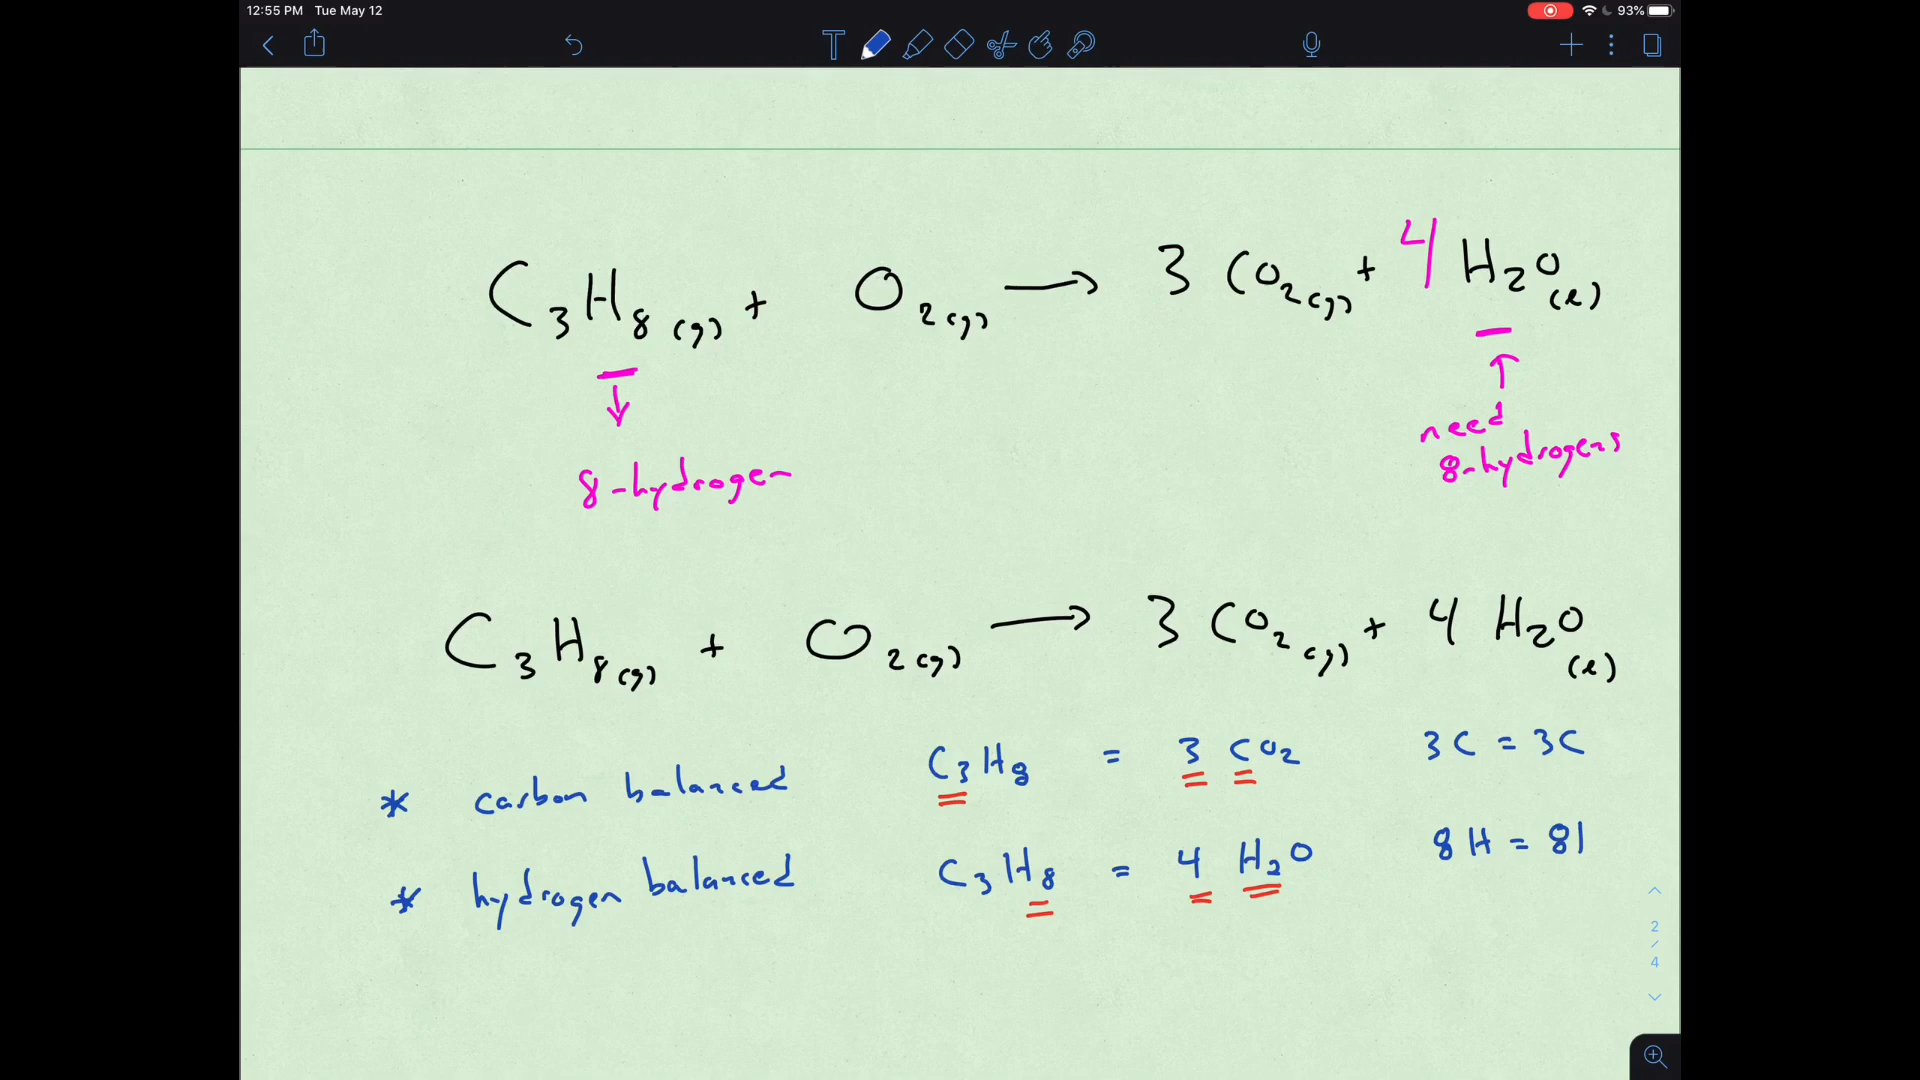 12:55 PM Tue May 12
93%
T
C3H8(g) + O2(g) → 3 CO2(g) + 4 H2O(l)
8-hydrogen
need
8-hydrogens
C3H8(g) + O2(g) → 3 CO2(g) + 4 H2O(l)
* carbon balanced C3H8 = 3 CO2 3C = 3C
* hydrogen balanced C3H8 = 4 H2O 8H = 8I
2
/
4